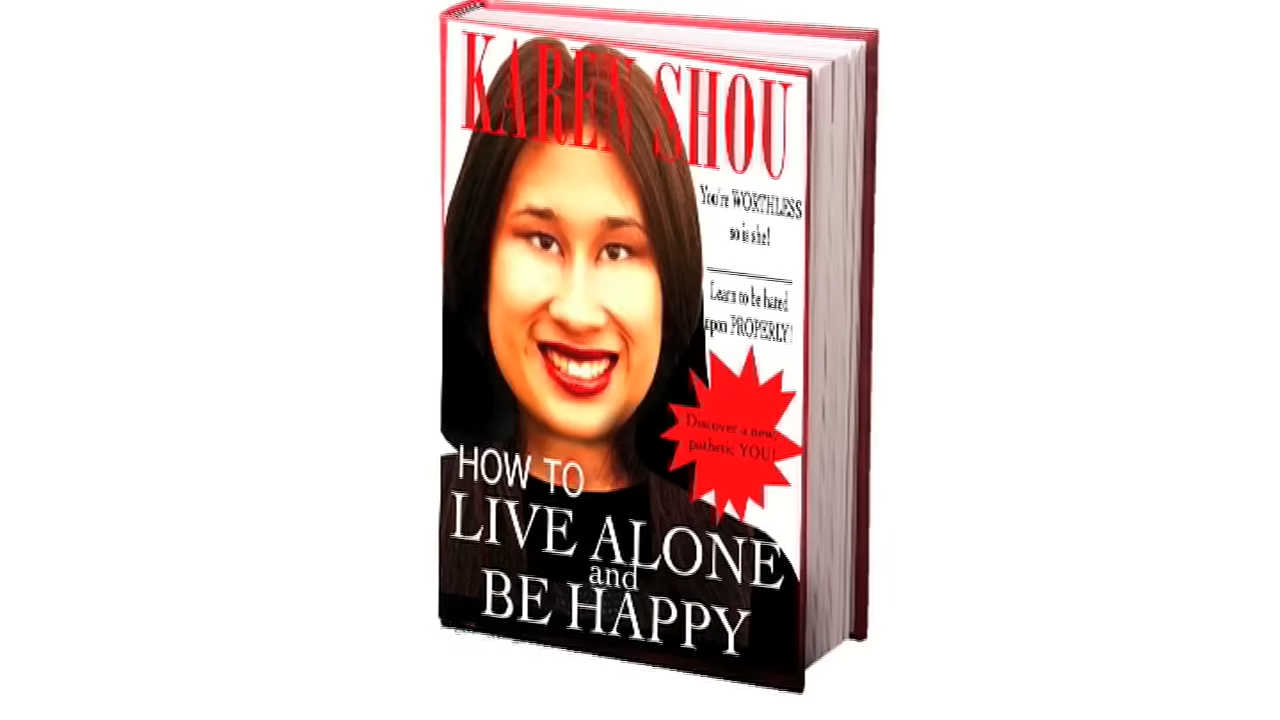 KAREN SHOU
You're WORTHLESS
so is she!
Learn to be hated
upon PROPERLY!
Discover a new,
pathetic YOU!
HOW TO
LIVE ALONE
and
BE HAPPY